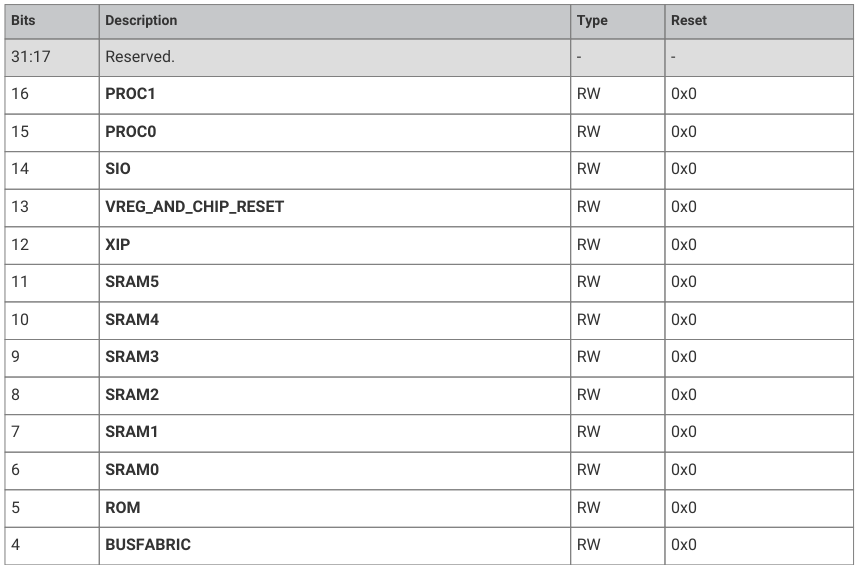 Bits Description Type Reset
31:17 Reserved. - -
16 PROC1 RW 0x0
15 PROC0 RW 0x0
14 SIO RW 0x0
13 VREG_AND_CHIP_RESET RW 0x0
12 XIP RW 0x0
11 SRAM5 RW 0x0
10 SRAM4 RW 0x0
9 SRAM3 RW 0x0
8 SRAM2 RW 0x0
7 SRAM1 RW 0x0
6 SRAM0 RW 0x0
5 ROM RW 0x0
4 BUSFABRIC RW 0x0